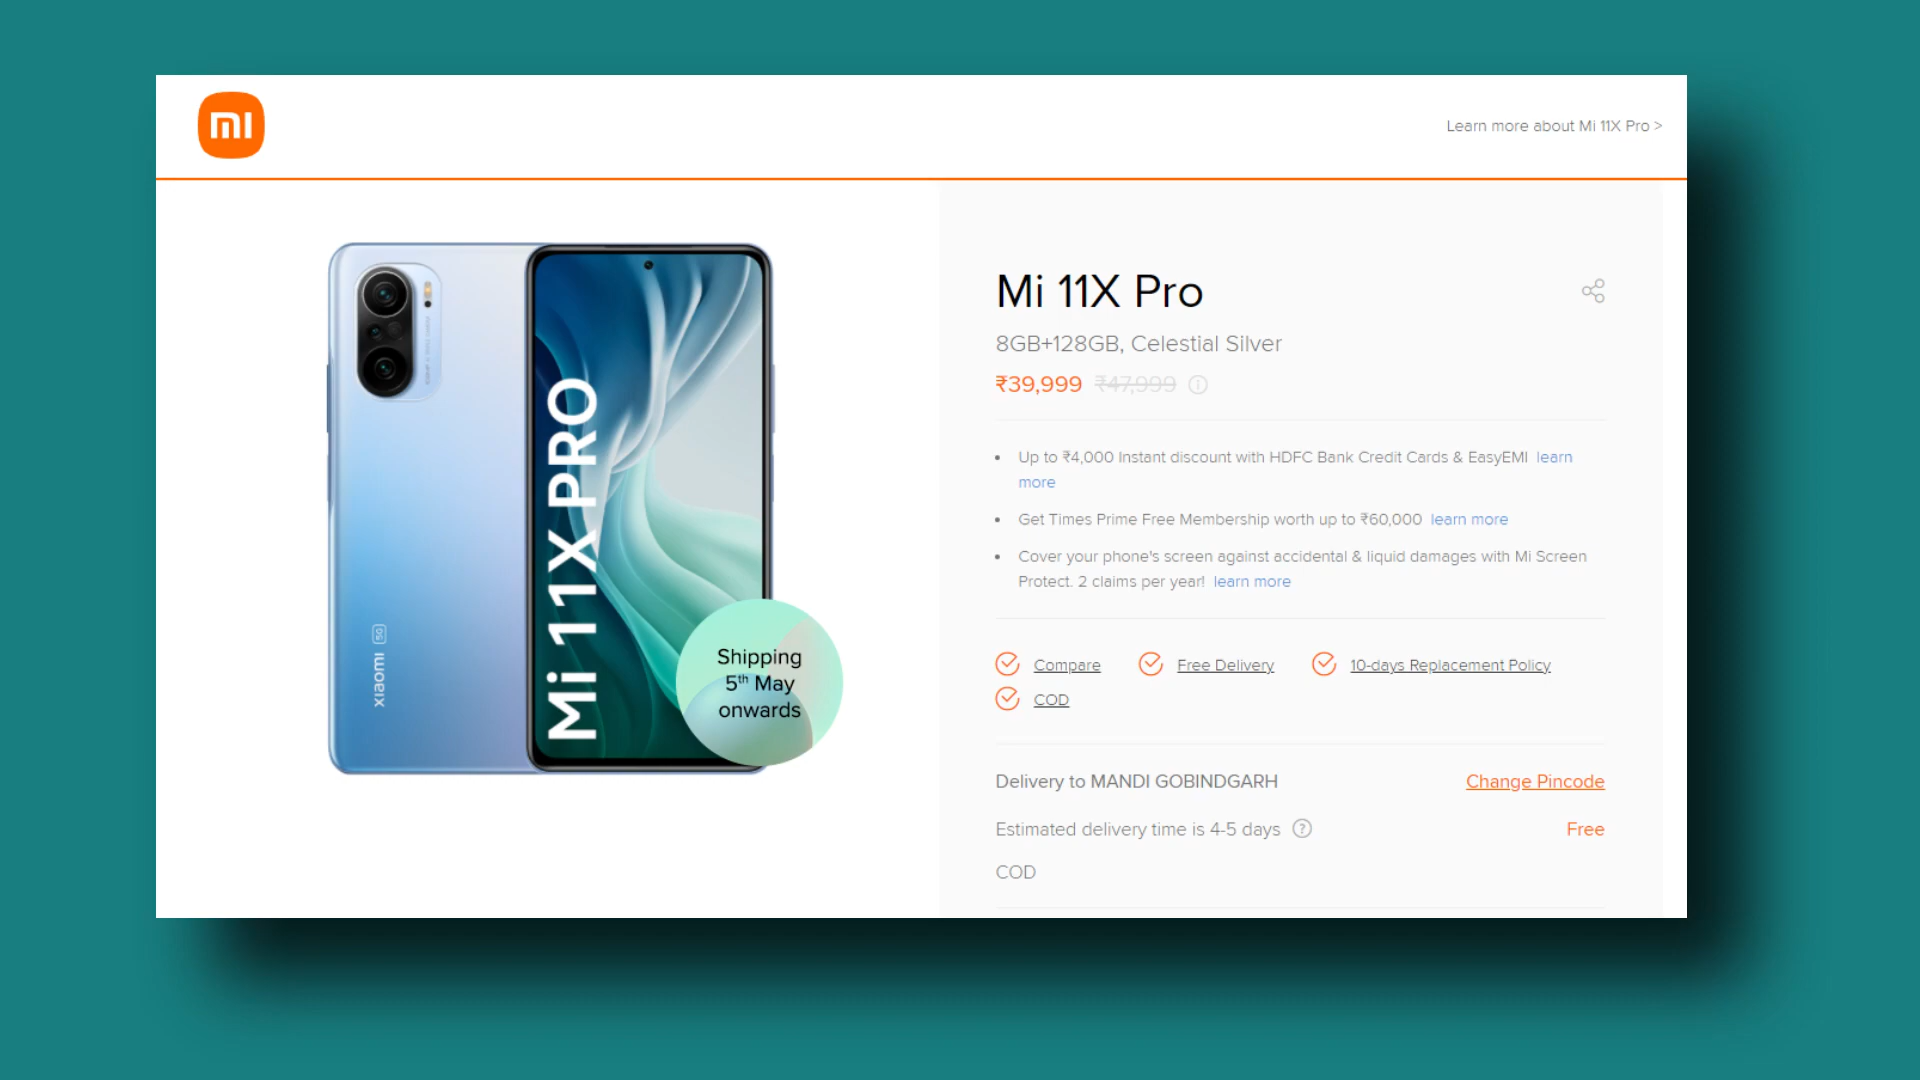 mi
Learn more about Mi 11X Pro >
Mi 11X PRO
XIAOMI 5G
Shipping
5th May
onwards
Mi 11X Pro
8GB+128GB, Celestial Silver
₹39,999 ₹47,999
Up to ₹4,000 Instant discount with HDFC Bank Credit Cards & EasyEMI learn
more
Get Times Prime Free Membership worth up to ₹60,000 learn more
Cover your phone's screen against accidental & liquid damages with Mi Screen
Protect. 2 claims per year! learn more
Compare Free Delivery 10-days Replacement Policy
COD
Delivery to MANDI GOBINDGARH Change Pincode
Estimated delivery time is 4-5 days ? Free
COD